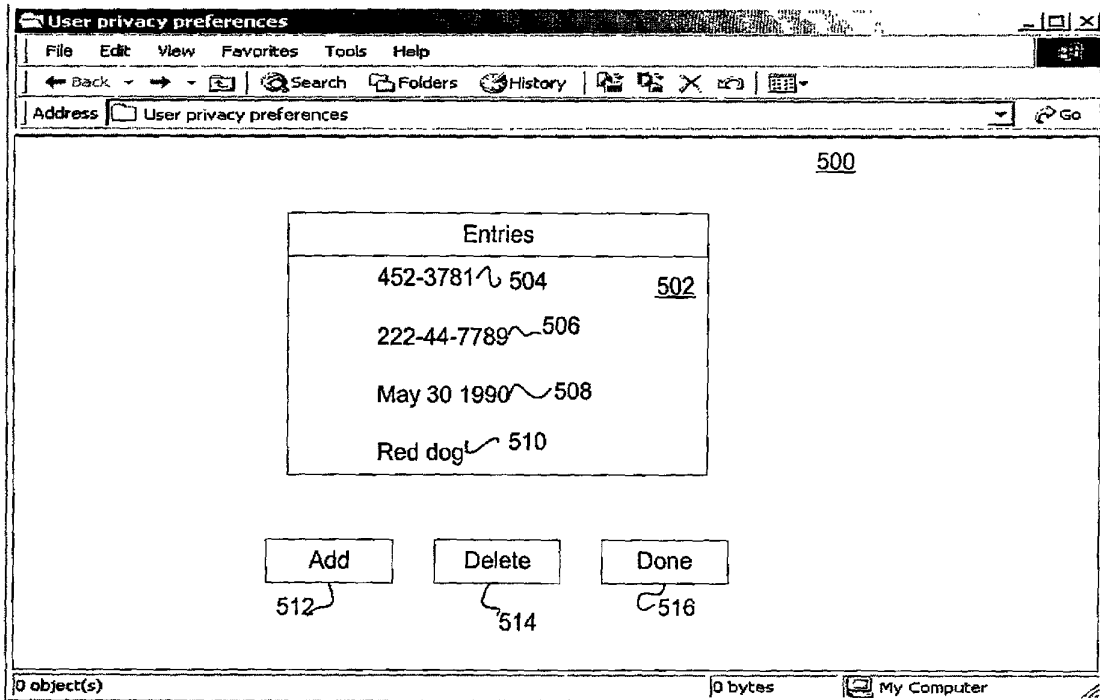 User privacy preferences
File Edit View Favorites Tools Help
Back Search Folders History
Address User privacy preferences Go
500
Entries
452-3781 504
502
222-44-7789 506
May 30 1990 508
Red dog 510
Add Delete Done
512 514 516
0 object(s) 0 bytes My Computer